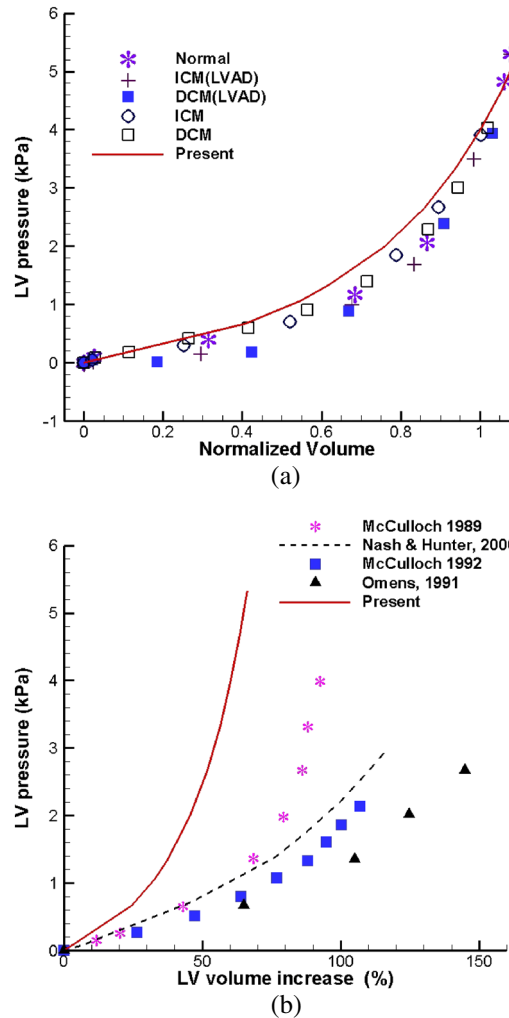 6
5
4
3
2
1
0
-1
LV pressure (kPa)
Normal
ICM(LVAD)
DCM(LVAD)
ICM
DCM
Present
0 0.2 0.4 0.6 0.8 1
Normalized Volume
(a)
6
5
4
3
2
1
0
LV pressure (kPa)
McCulloch 1989
Nash & Hunter, 200
McCulloch 1992
Omens, 1991
Present
0 50 100 150
LV volume increase (%)
(b)